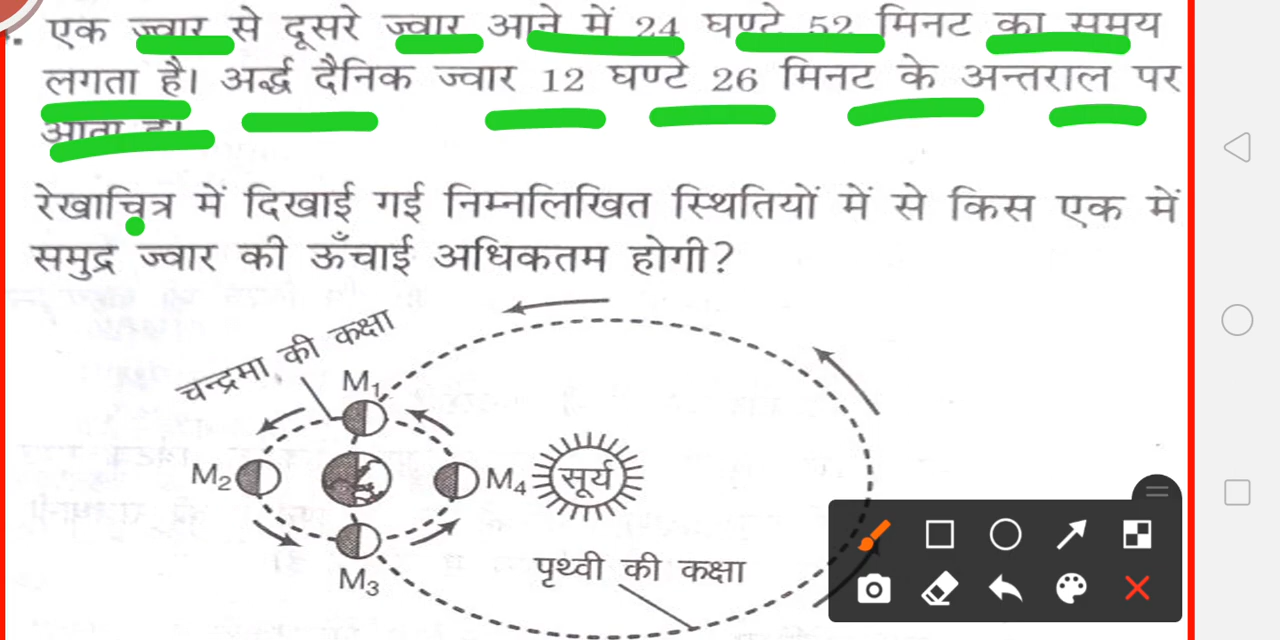 . एक ज्वार से दूसरे ज्वार आने में 24 घण्टे 52 मिनट का समय
लगता है। अर्द्ध दैनिक ज्वार 12 घण्टे 26 मिनट के अन्तराल पर
आता है।
रेखाचित्र में दिखाई गई निम्नलिखित स्थितियों में से किस एक में
समुद्र ज्वार की ऊँचाई अधिकतम होगी?
चन्द्रमा की कक्षा
M1
M2
M4
सूर्य
M3
पृथ्वी की कक्षा